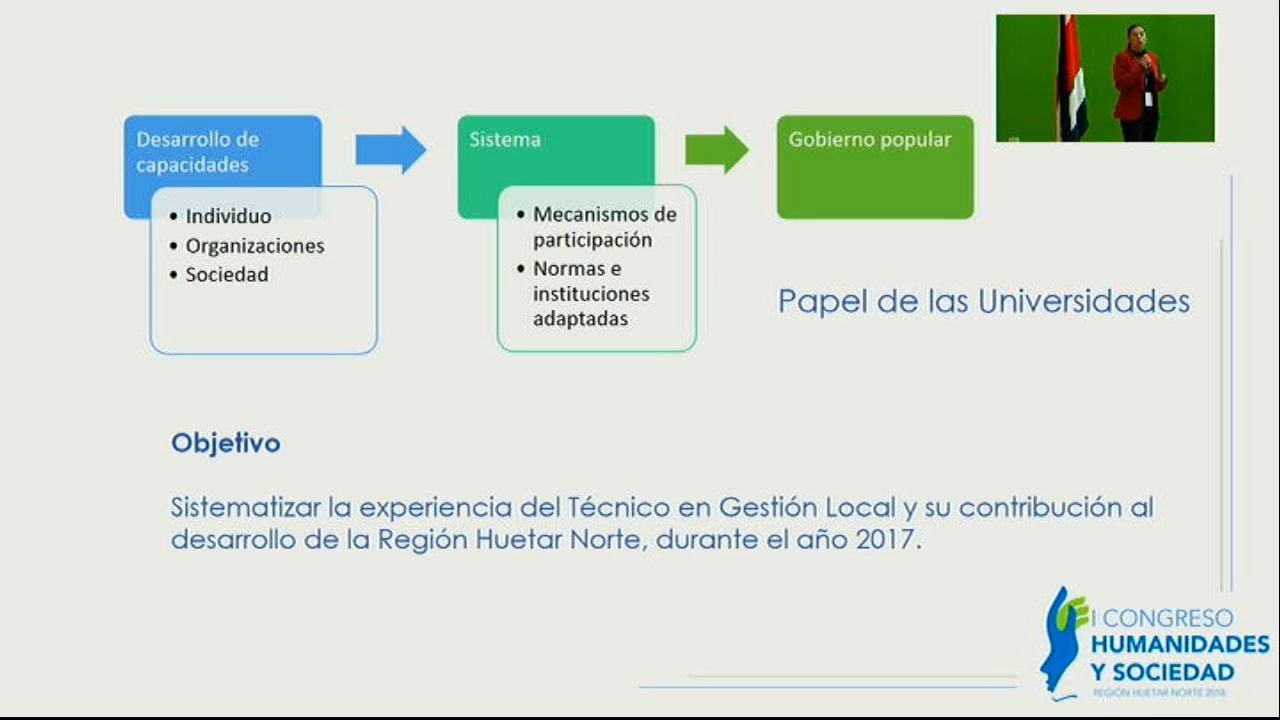 Desarrollo de
capacidades
• Individuo
• Organizaciones
• Sociedad
Sistema
• Mecanismos de
participación
• Normas e
instituciones
adaptadas
Gobierno popular
Papel de las Universidades
Objetivo
Sistematizar la experiencia del Técnico en Gestión Local y su contribución al
desarrollo de la Región Huetar Norte, durante el año 2017.
I CONGRESO
HUMANIDADES
Y SOCIEDAD
REGIÓN HUETAR NORTE 2018